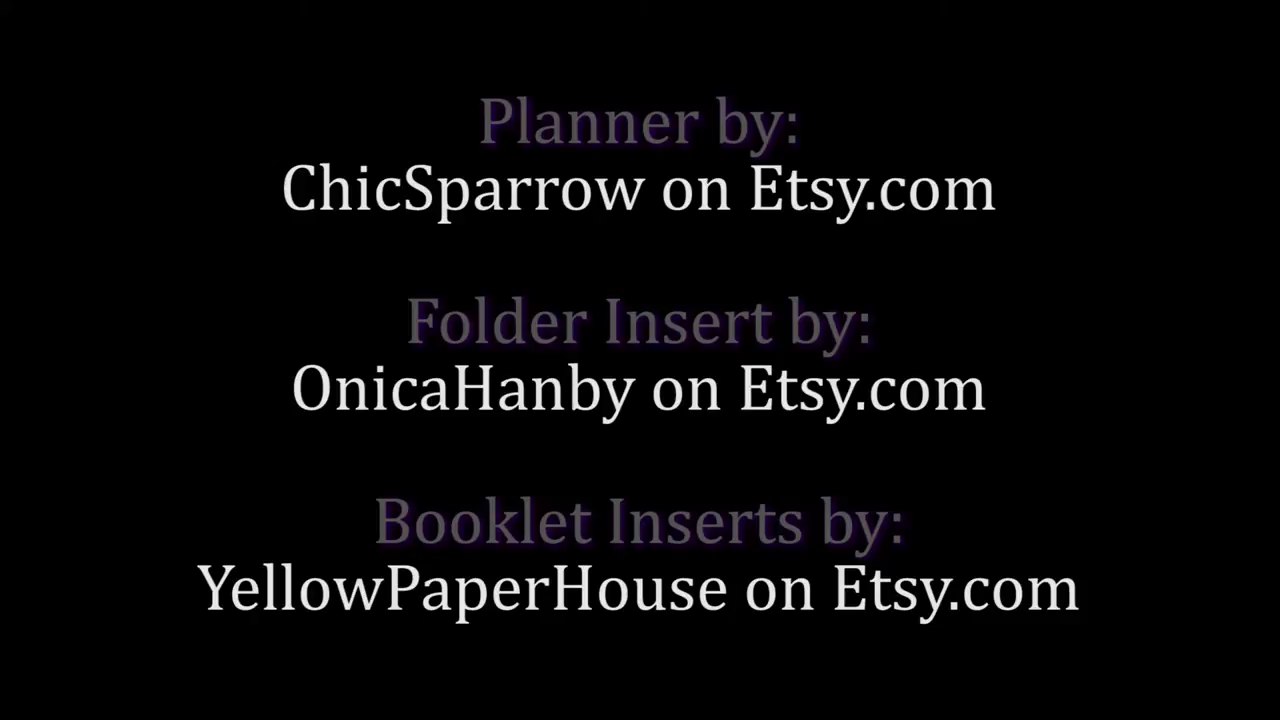 Planner by:
ChicSparrow on Etsy.com
Folder Insert by:
OnicaHanby on Etsy.com
Booklet Inserts by:
YellowPaperHouse on Etsy.com